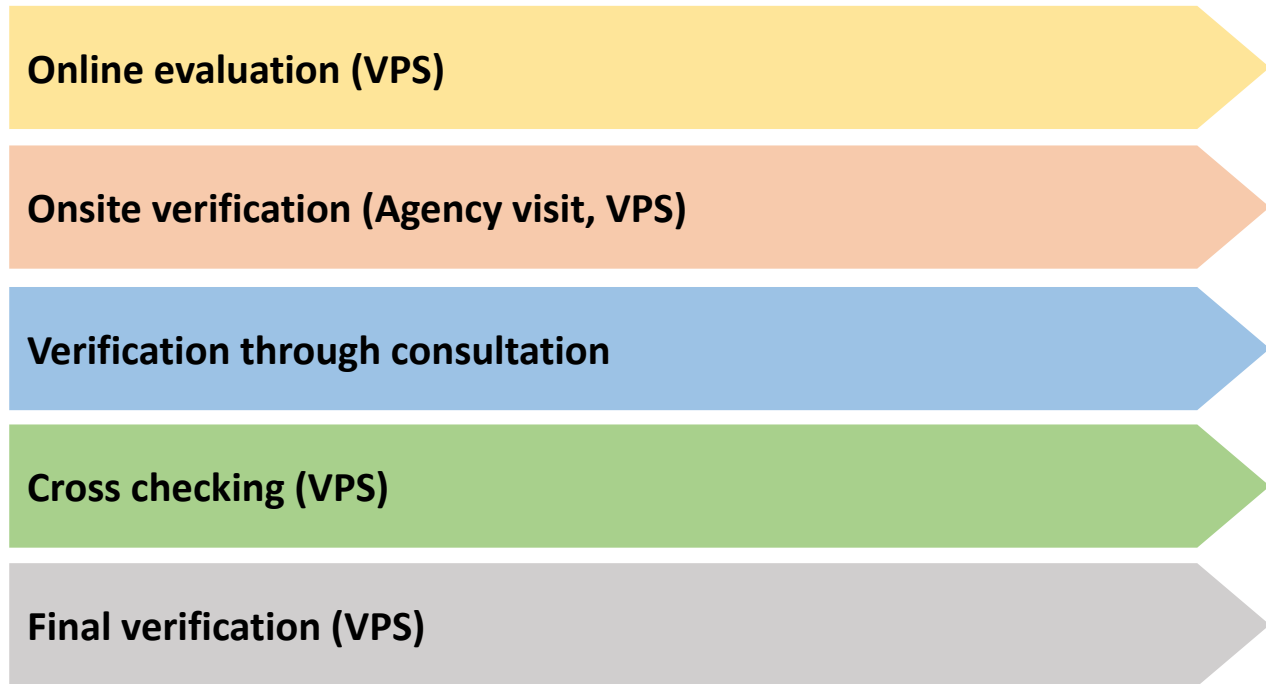 Online evaluation (VPS)
Onsite verification (Agency visit, VPS)
Verification through consultation
Cross checking (VPS)
Final verification (VPS)